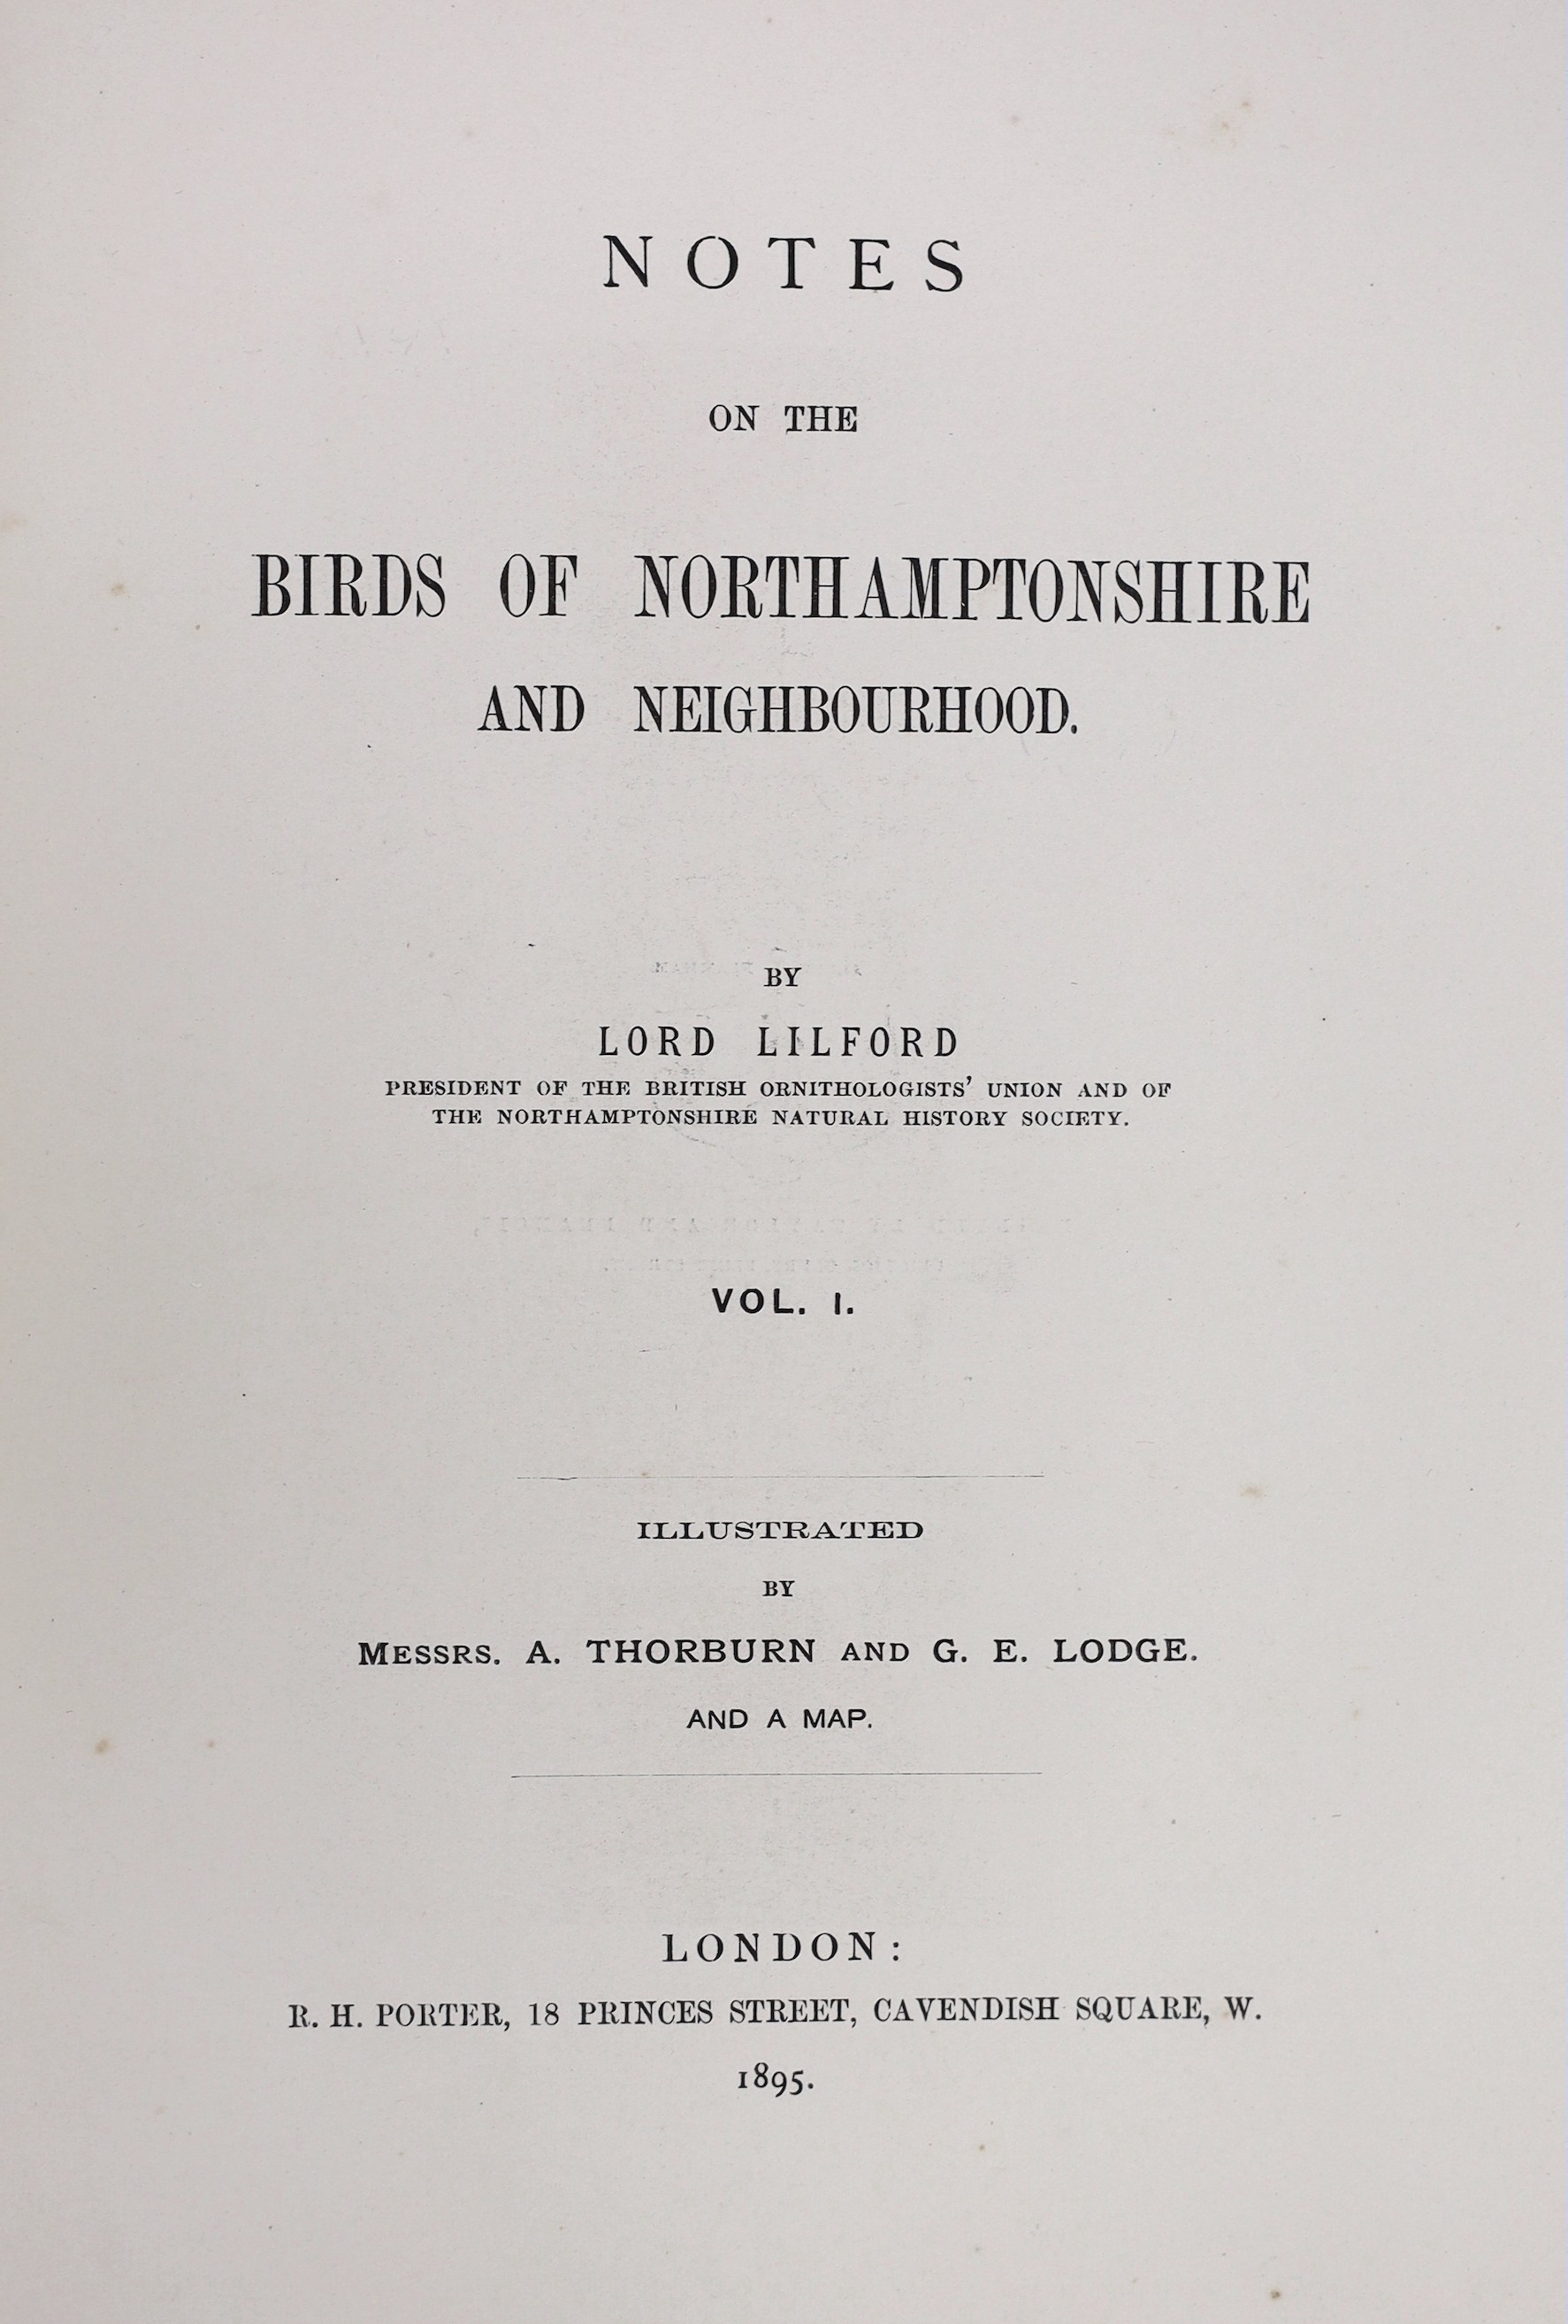 NOTES
ON THE
BIRDS OF NORTHAMPTONSHIRE
AND NEIGHBOURHOOD.
BY
LORD LILFORD
PRESIDENT OF THE BRITISH ORNITHOLOGISTS' UNION AND OF
THE NORTHAMPTONSHIRE NATURAL HISTORY SOCIETY.
VOL. I.
ILLUSTRATED
BY
MESSRS. A. THORBURN AND G. E. LODGE.
AND A MAP.
LONDON:
R. H. PORTER, 18 PRINCES STREET, CAVENDISH SQUARE, W.
1895.